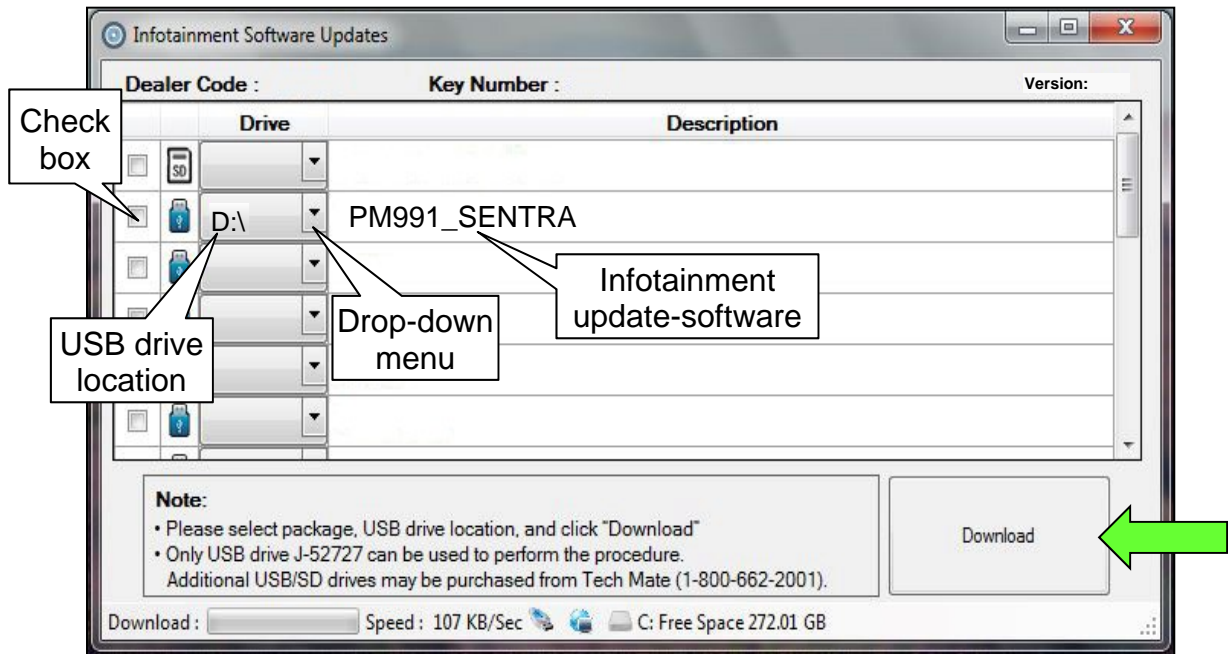 Infotainment Software Updates
Dealer Code :
Key Number :
Version:
Check
box
Drive
Description
SD
D:\
PM991_SENTRA
Infotainment
update-software
Drop-down
menu
USB drive
location
Note:
• Please select package, USB drive location, and click "Download"
• Only USB drive J-52727 can be used to perform the procedure.
Additional USB/SD drives may be purchased from Tech Mate (1-800-662-2001).
Download
Download :
Speed : 107 KB/Sec
C: Free Space 272.01 GB